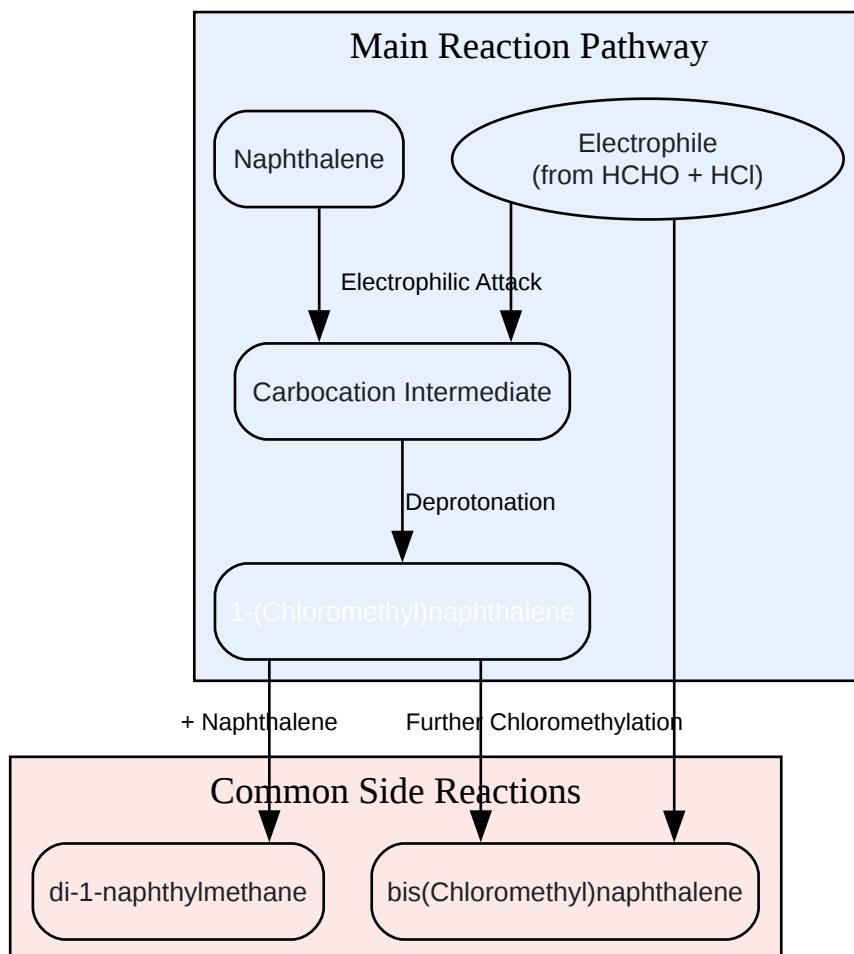 Main Reaction Pathway
Naphthalene
Electrophile
(from HCHO + HCl)
Electrophilic Attack
Carbocation Intermediate
Deprotonation
1-(Chloromethyl)naphthalene
+ Naphthalene
Further Chloromethylation
Common Side Reactions
di-1-naphthylmethane
bis(Chloromethyl)naphthalene